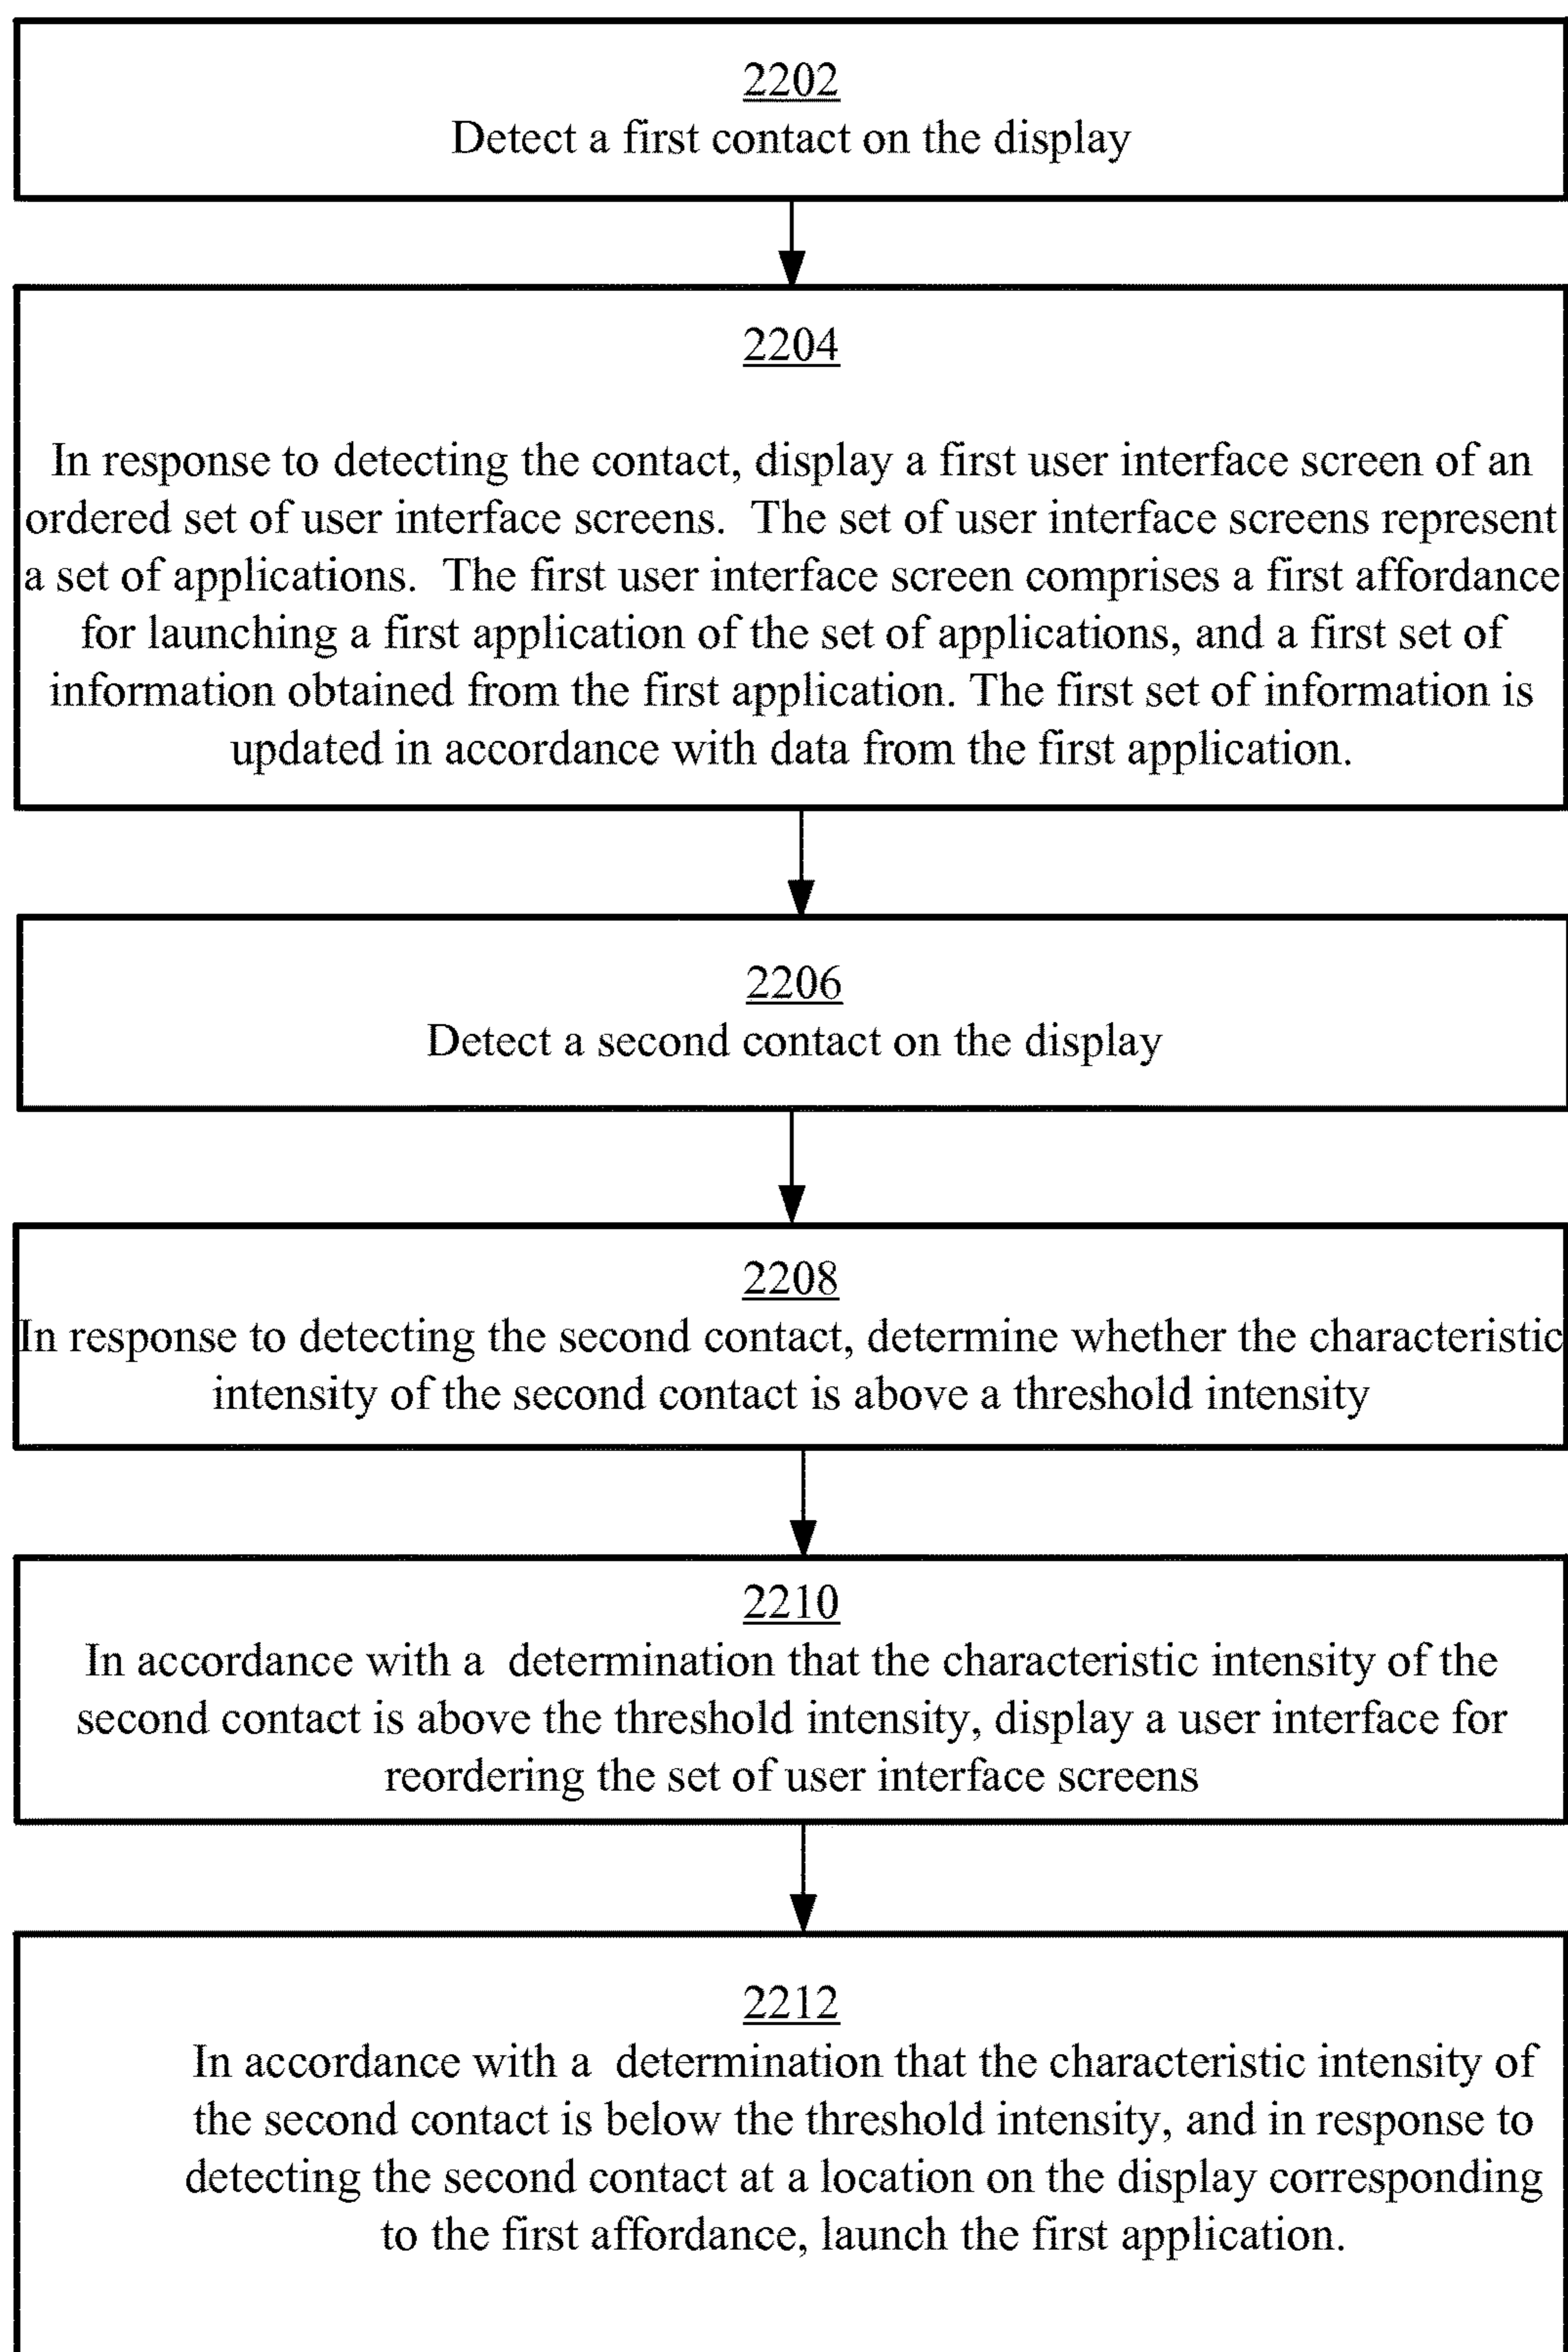 2202
Detect a first contact on the display
2204
In response to detecting the contact, display a first user interface screen of an
ordered set of user interface screens.  The set of user interface screens represent
a set of applications.  The first user interface screen comprises a first affordance
for launching a first application of the set of applications, and a first set of
information obtained from the first application. The first set of information is
updated in accordance with data from the first application.
2206
Detect a second contact on the display
2208
In response to detecting the second contact, determine whether the characteristic
intensity of the second contact is above a threshold intensity
2210
In accordance with a  determination that the characteristic intensity of the
second contact is above the threshold intensity, display a user interface for
reordering the set of user interface screens
2212
In accordance with a  determination that the characteristic intensity of
the second contact is below the threshold intensity, and in response to
detecting the second contact at a location on the display corresponding
to the first affordance, launch the first application.